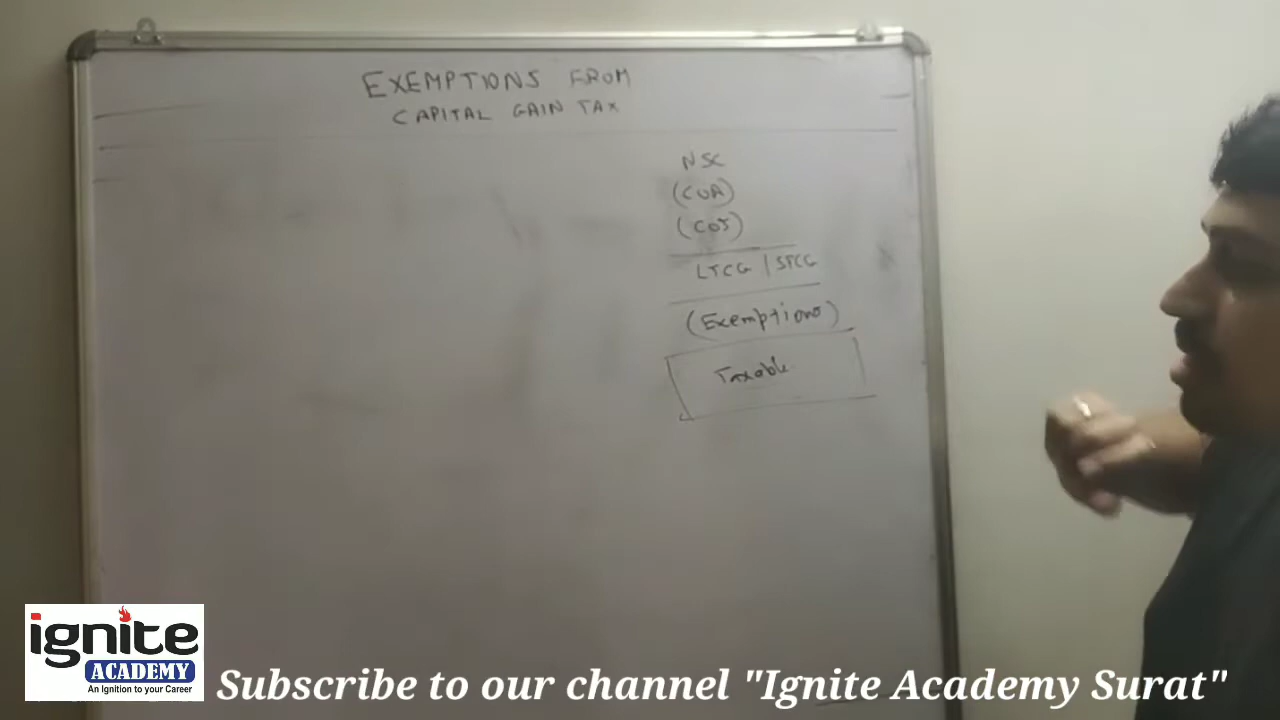 EXEMPTIONS FROM
CAPITAL GAIN TAX
NSC
(COA)
(COI)
LTCG / STCG
(Exemptions)
Taxable
ignite
ACADEMY
An Ignition to your Career
Subscribe to our channel "Ignite Academy Surat"